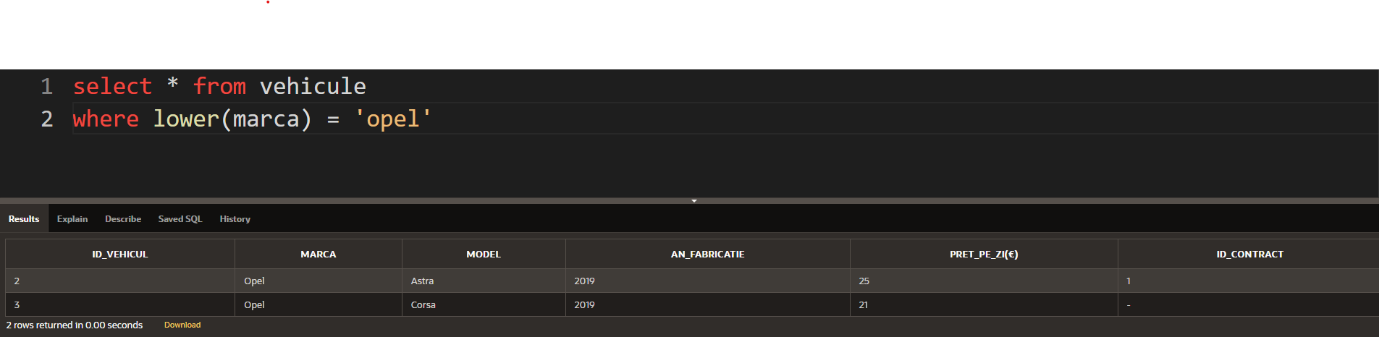 1 select * from vehicule
2 where lower(marca) = 'opel'
Results Explain Describe Saved SQL History
ID_VEHICUL MARCA MODEL AN_FABRICATIE PRET_PE_ZI(€) ID_CONTRACT
2 Opel Astra 2019 25 1
3 Opel Corsa 2019 21 -
2 rows returned in 0.00 seconds Download